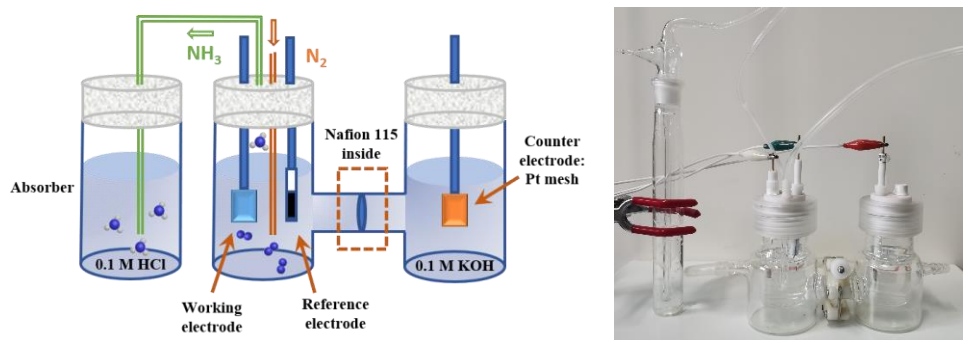 NH3
N2
Nafion 115
inside
Counter
electrode:
Pt mesh
Absorber
0.1 M HCl
0.1 M KOH
Working
electrode
Reference
electrode